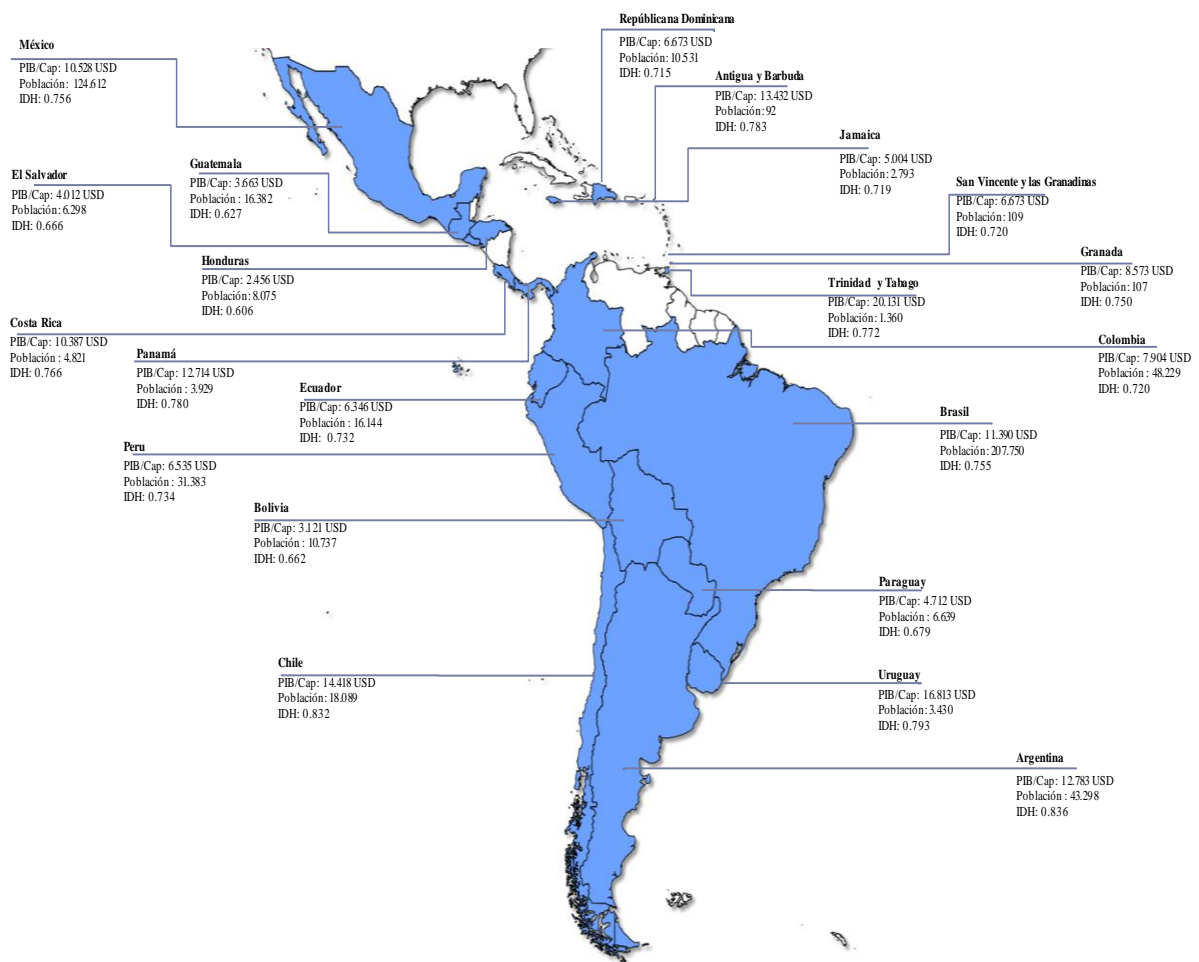 Repúblicana Dominicana
PIB/Cap: 6.673 USD
Población: 10.531
IDH: 0.715
México
PIB/Cap: 10.528 USD
Población: 124.612
IDH: 0.756
Antigua y Barbuda
PIB/Cap: 13.432 USD
Población: 92
IDH: 0.783
Jamaica
PIB/Cap: 5.004 USD
Población: 2.793
IDH: 0.719
Guatemala
PIB/Cap: 3.663 USD
Población : 16.382
IDH: 0.627
El Salvador
PIB/Cap: 4.012 USD
Población: 6.298
IDH: 0.666
San Vincente y las Granadinas
PIB/Cap: 6.673 USD
Población: 109
IDH: 0.720
Granada
PIB/Cap: 8.573 USD
Población: 107
IDH: 0.750
Honduras
PIB/Cap: 2.456 USD
Población: 8.075
IDH: 0.606
Trinidad y Tabago
PIB/Cap: 20.131 USD
Población: 1.360
IDH: 0.772
Costa Rica
PIB/Cap: 10.387 USD
Población : 4.821
IDH: 0.766
Colombia
PIB/Cap: 7.904 USD
Población : 48.229
IDH: 0.720
Panamá
PIB/Cap: 12.714 USD
Población : 3.929
IDH: 0.780
Ecuador
PIB/Cap: 6.346 USD
Población : 16.144
IDH: 0.732
Brasil
PIB/Cap: 11.390 USD
Población: 207.750
IDH: 0.755
Peru
PIB/Cap: 6.535 USD
Población : 31.383
IDH: 0.734
Bolivia
PIB/Cap: 3.121 USD
Población : 10.737
IDH: 0.662
Paraguay
PIB/Cap: 4.712 USD
Población : 6.639
IDH: 0.679
Chile
PIB/Cap: 14.418 USD
Población: 18.089
IDH: 0.832
Uruguay
PIB/Cap: 16.813 USD
Población: 3.430
IDH: 0.793
Argentina
PIB/Cap: 12.783 USD
Población : 43.298
IDH: 0.836